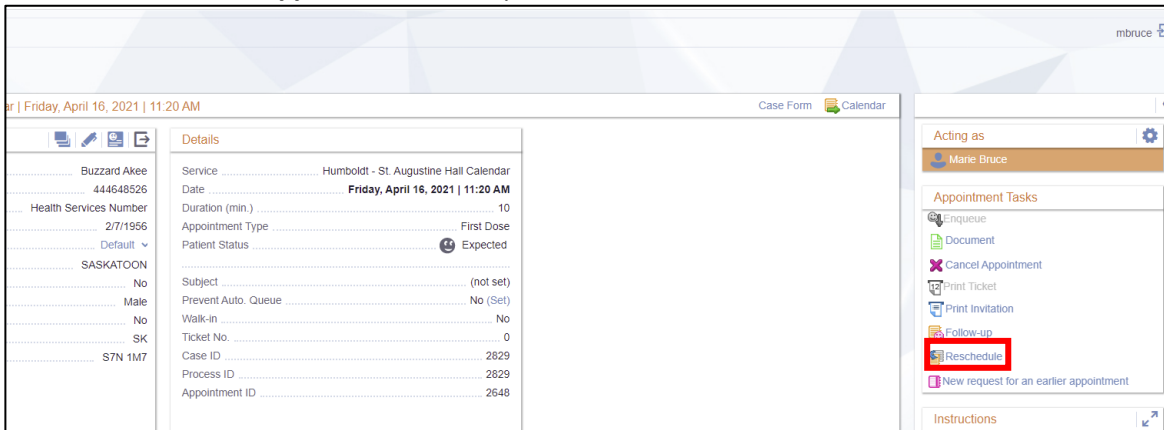 mbruce
ar | Friday, April 16, 2021 | 11:20 AM
Case Form
Calendar
Buzzard Akee
444648526
Health Services Number
2/7/1956
Default
SASKATOON
No
Male
No
SK
S7N 1M7
Details
Service Humboldt - St. Augustine Hall Calendar
Date Friday, April 16, 2021 | 11:20 AM
Duration (min.) 10
Appointment Type First Dose
Patient Status Expected
Subject (not set)
Prevent Auto. Queue No (Set)
Walk-in No
Ticket No. 0
Case ID 2829
Process ID 2829
Appointment ID 2648
Acting as
Marie Bruce
Appointment Tasks
Enqueue
Document
Cancel Appointment
Print Ticket
Print Invitation
Follow-up
Reschedule
New request for an earlier appointment
Instructions